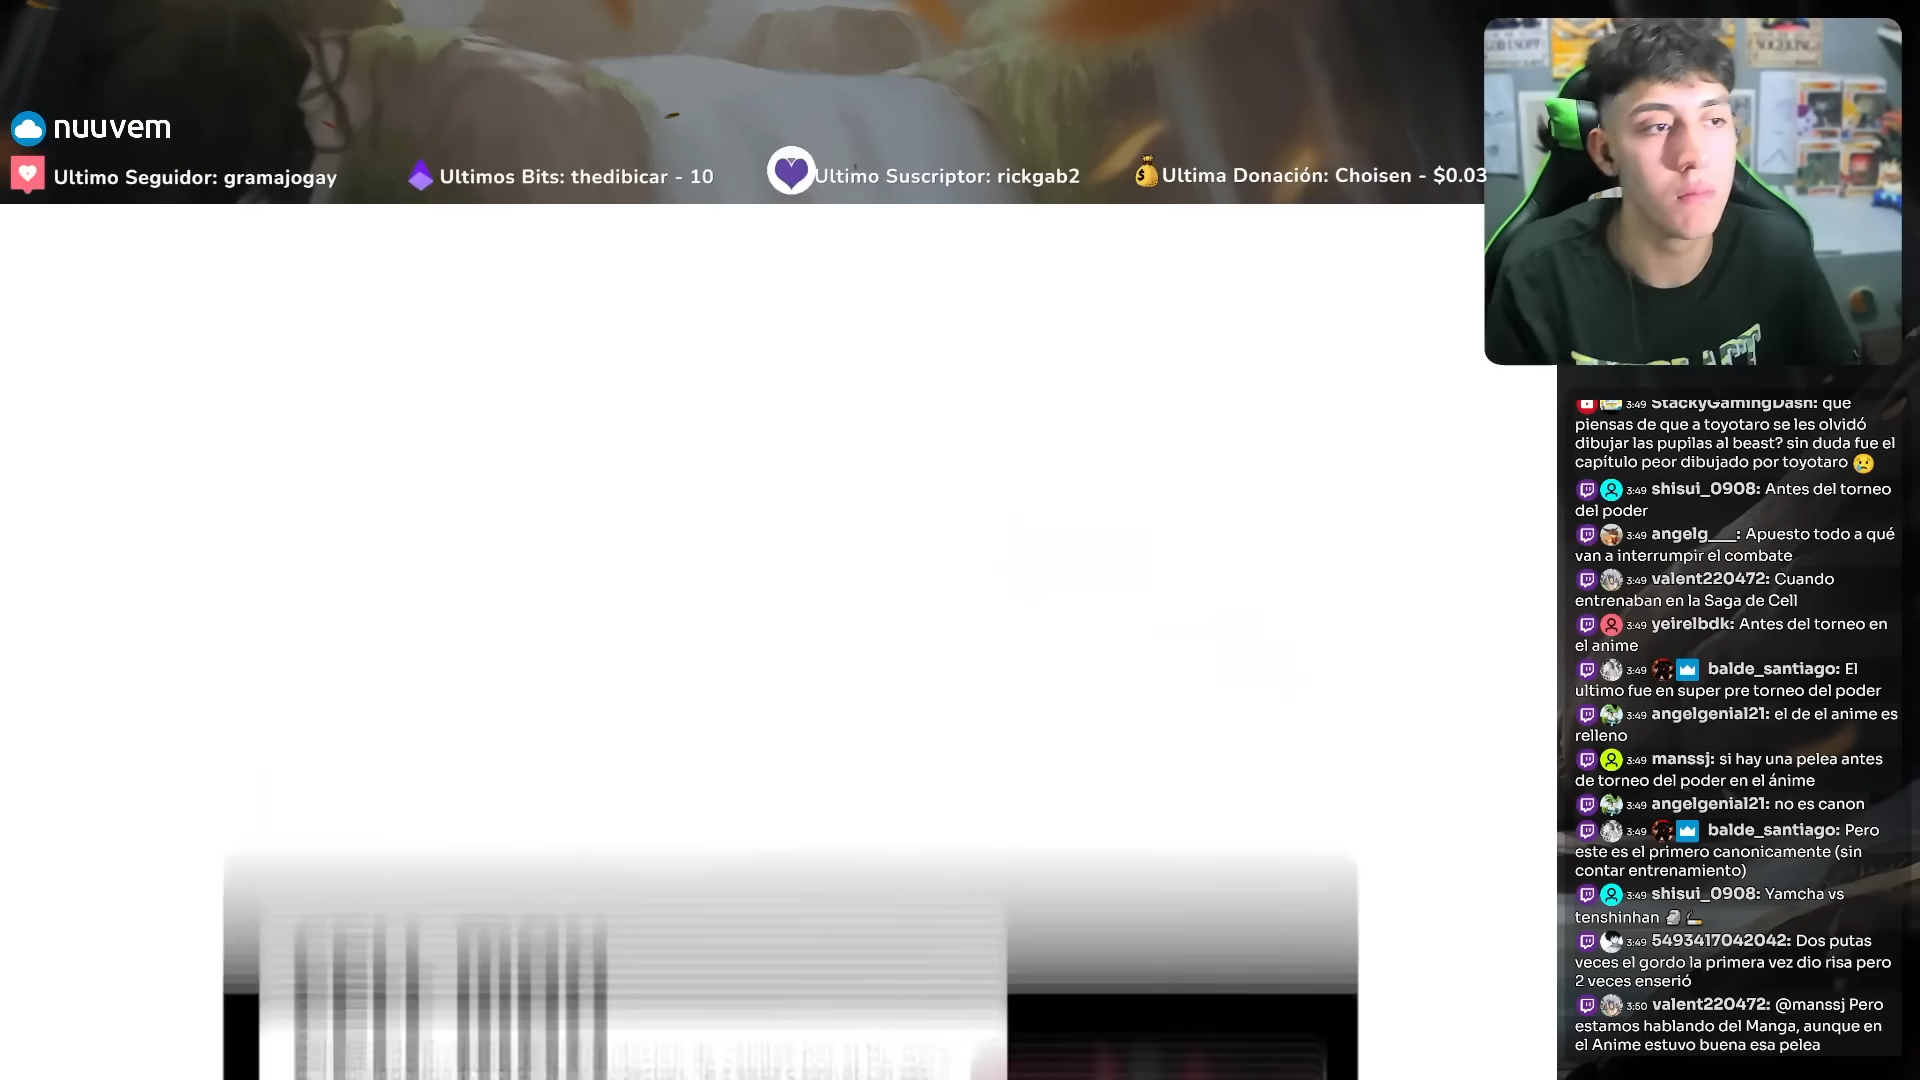 nuuvem
Ultimo Seguidor: gramajogay
Ultimos Bits: thedibicar - 10
Ultimo Suscriptor: rickgab2
Ultima Donación: Choisen - $0.03
3:49 StackyGamingDash: que
piensas de que a toyotaro se les olvidó
dibujar las pupilas al beast? sin duda fue el
capítulo peor dibujado por toyotaro 😢
3:49 shisui_0908: Antes del torneo
del poder
3:49 angelg___: Apuesto todo a qué
van a interrumpir el combate
3:49 valent220472: Cuando
entrenaban en la Saga de Cell
3:49 yeirelbdk: Antes del torneo en
el anime
3:49 balde_santiago: El
ultimo fue en super pre torneo del poder
3:49 angelgenial21: el de el anime es
relleno
3:49 manssj: si hay una pelea antes
de torneo del poder en el ánime
3:49 angelgenial21: no es canon
3:49 balde_santiago: Pero
este es el primero canonicamente (sin
contar entrenamiento)
3:49 shisui_0908: Yamcha vs
tenshinhan 🗿 🚬
3:49 5493417042042: Dos putas
veces el gordo la primera vez dio risa pero
2 veces enserió
3:50 valent220472: @manssj Pero
estamos hablando del Manga, aunque en
el Anime estuvo buena esa pelea